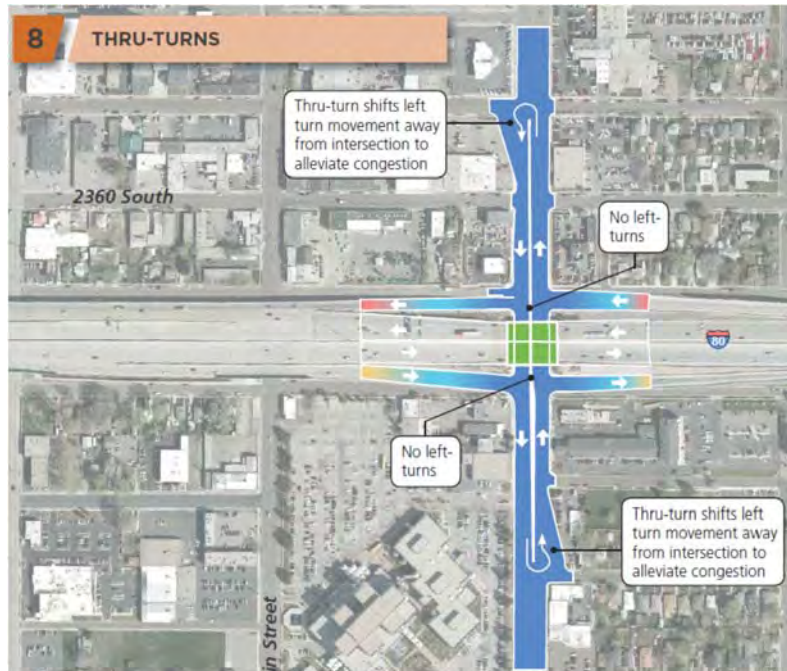 8 THRU-TURNS
Thru-turn shifts left
turn movement away
from intersection to
alleviate congestion
2360 South
No left-
turns
80
No left-
turns
Thru-turn shifts left
turn movement away
from intersection to
alleviate congestion
in Street